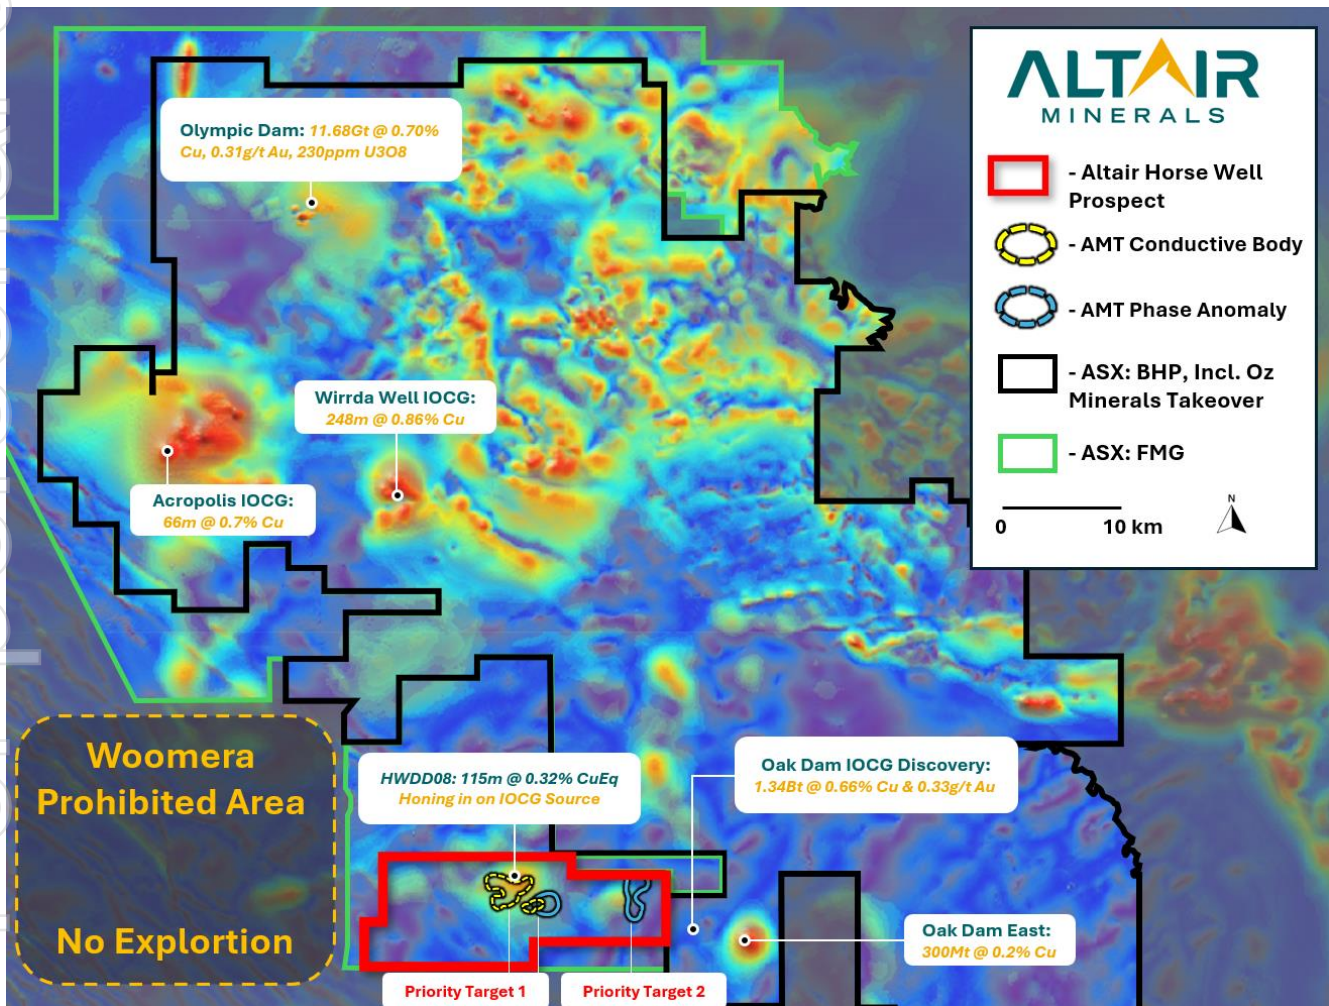 Olympic Dam: 11.68Gt @ 0.70%
Cu, 0.31g/t Au, 230ppm U3O8
Wirrda Well IOCG:
248m @ 0.86% Cu
Acropolis IOCG:
66m @ 0.7% Cu
Woomera
Prohibited Area
No Explortion
HWDD08: 115m @ 0.32% CuEq
Honing in on IOCG Source
Oak Dam IOCG Discovery:
1.34Bt @ 0.66% Cu & 0.33g/t Au
Oak Dam East:
300Mt @ 0.2% Cu
Priority Target 1
Priority Target 2
ALTAIR
MINERALS
- Altair Horse Well
Prospect
- AMT Conductive Body
- AMT Phase Anomaly
- ASX: BHP, Incl. Oz
Minerals Takeover
- ASX: FMG
0 10 km
N